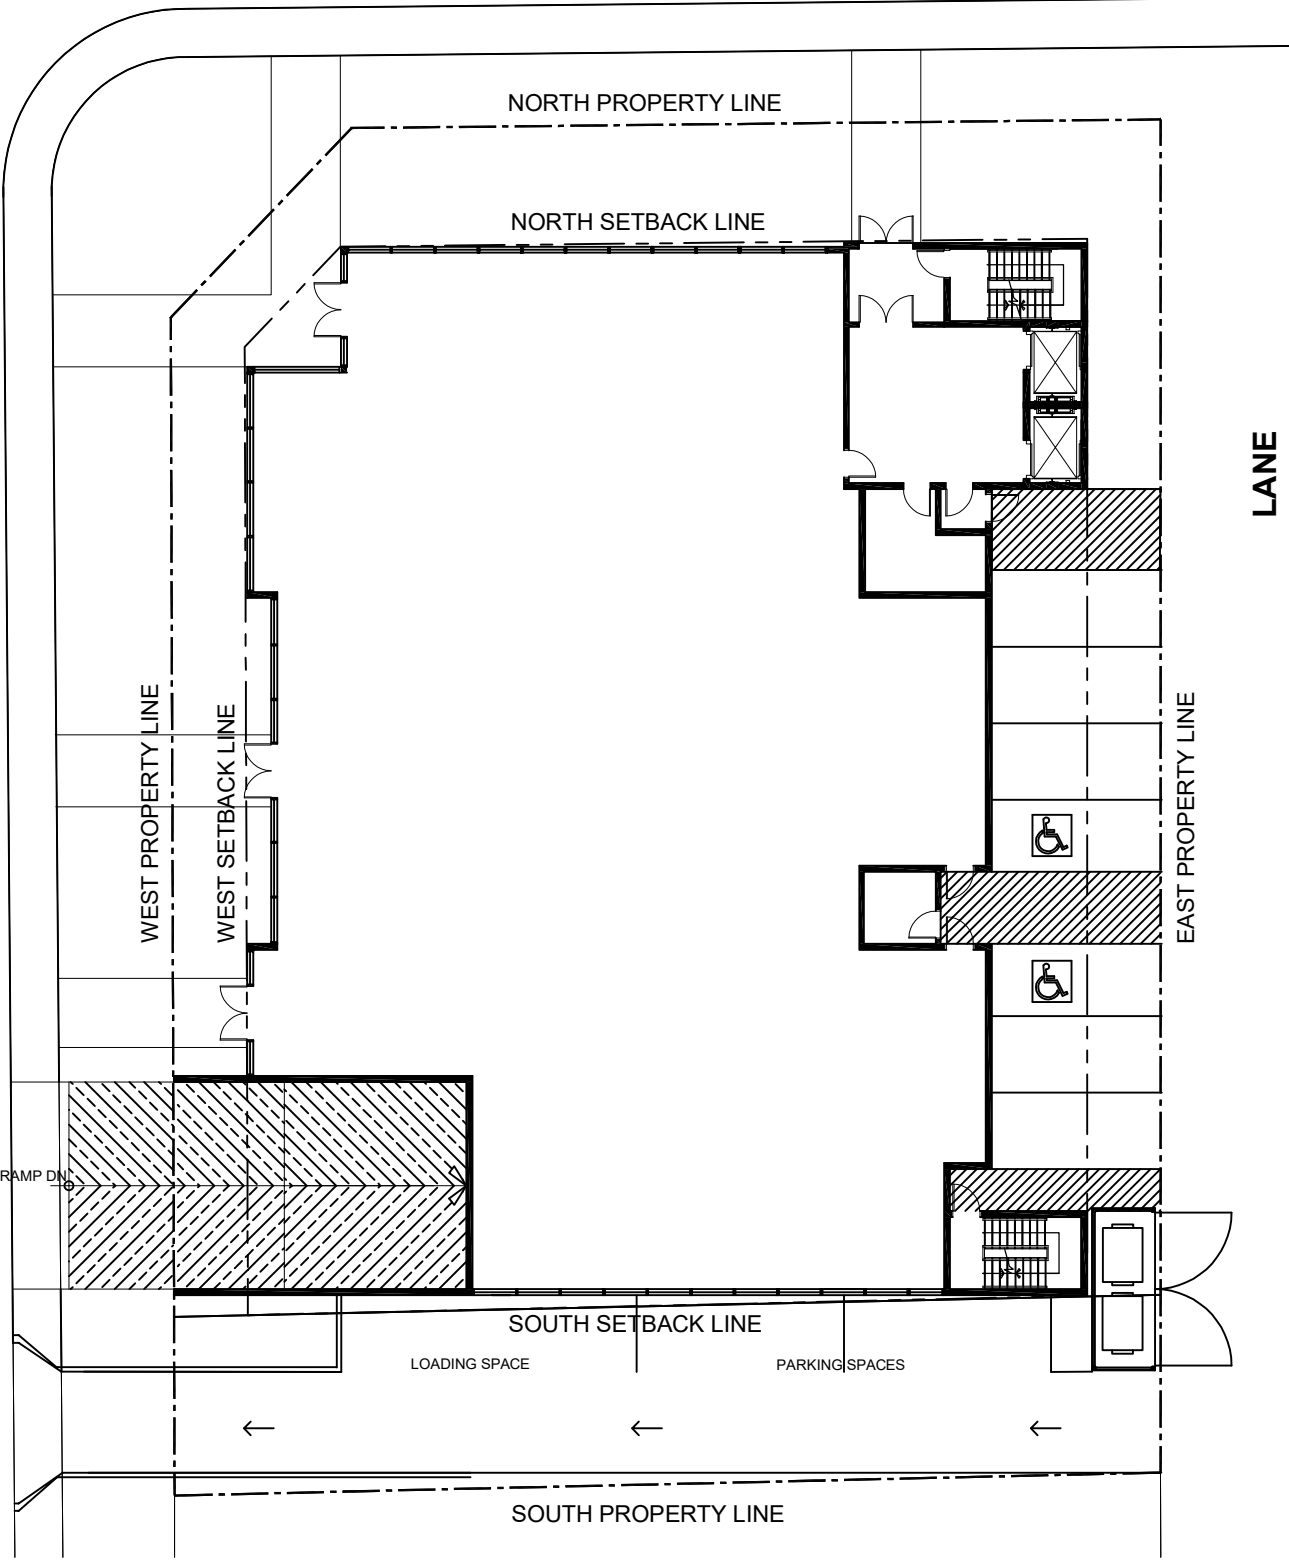 NORTH PROPERTY LINE
NORTH SETBACK LINE
LANE
WEST PROPERTY LINE
WEST SETBACK LINE
EAST PROPERTY LINE
RAMP DN
SOUTH SETBACK LINE
LOADING SPACE
PARKING SPACES
SOUTH PROPERTY LINE